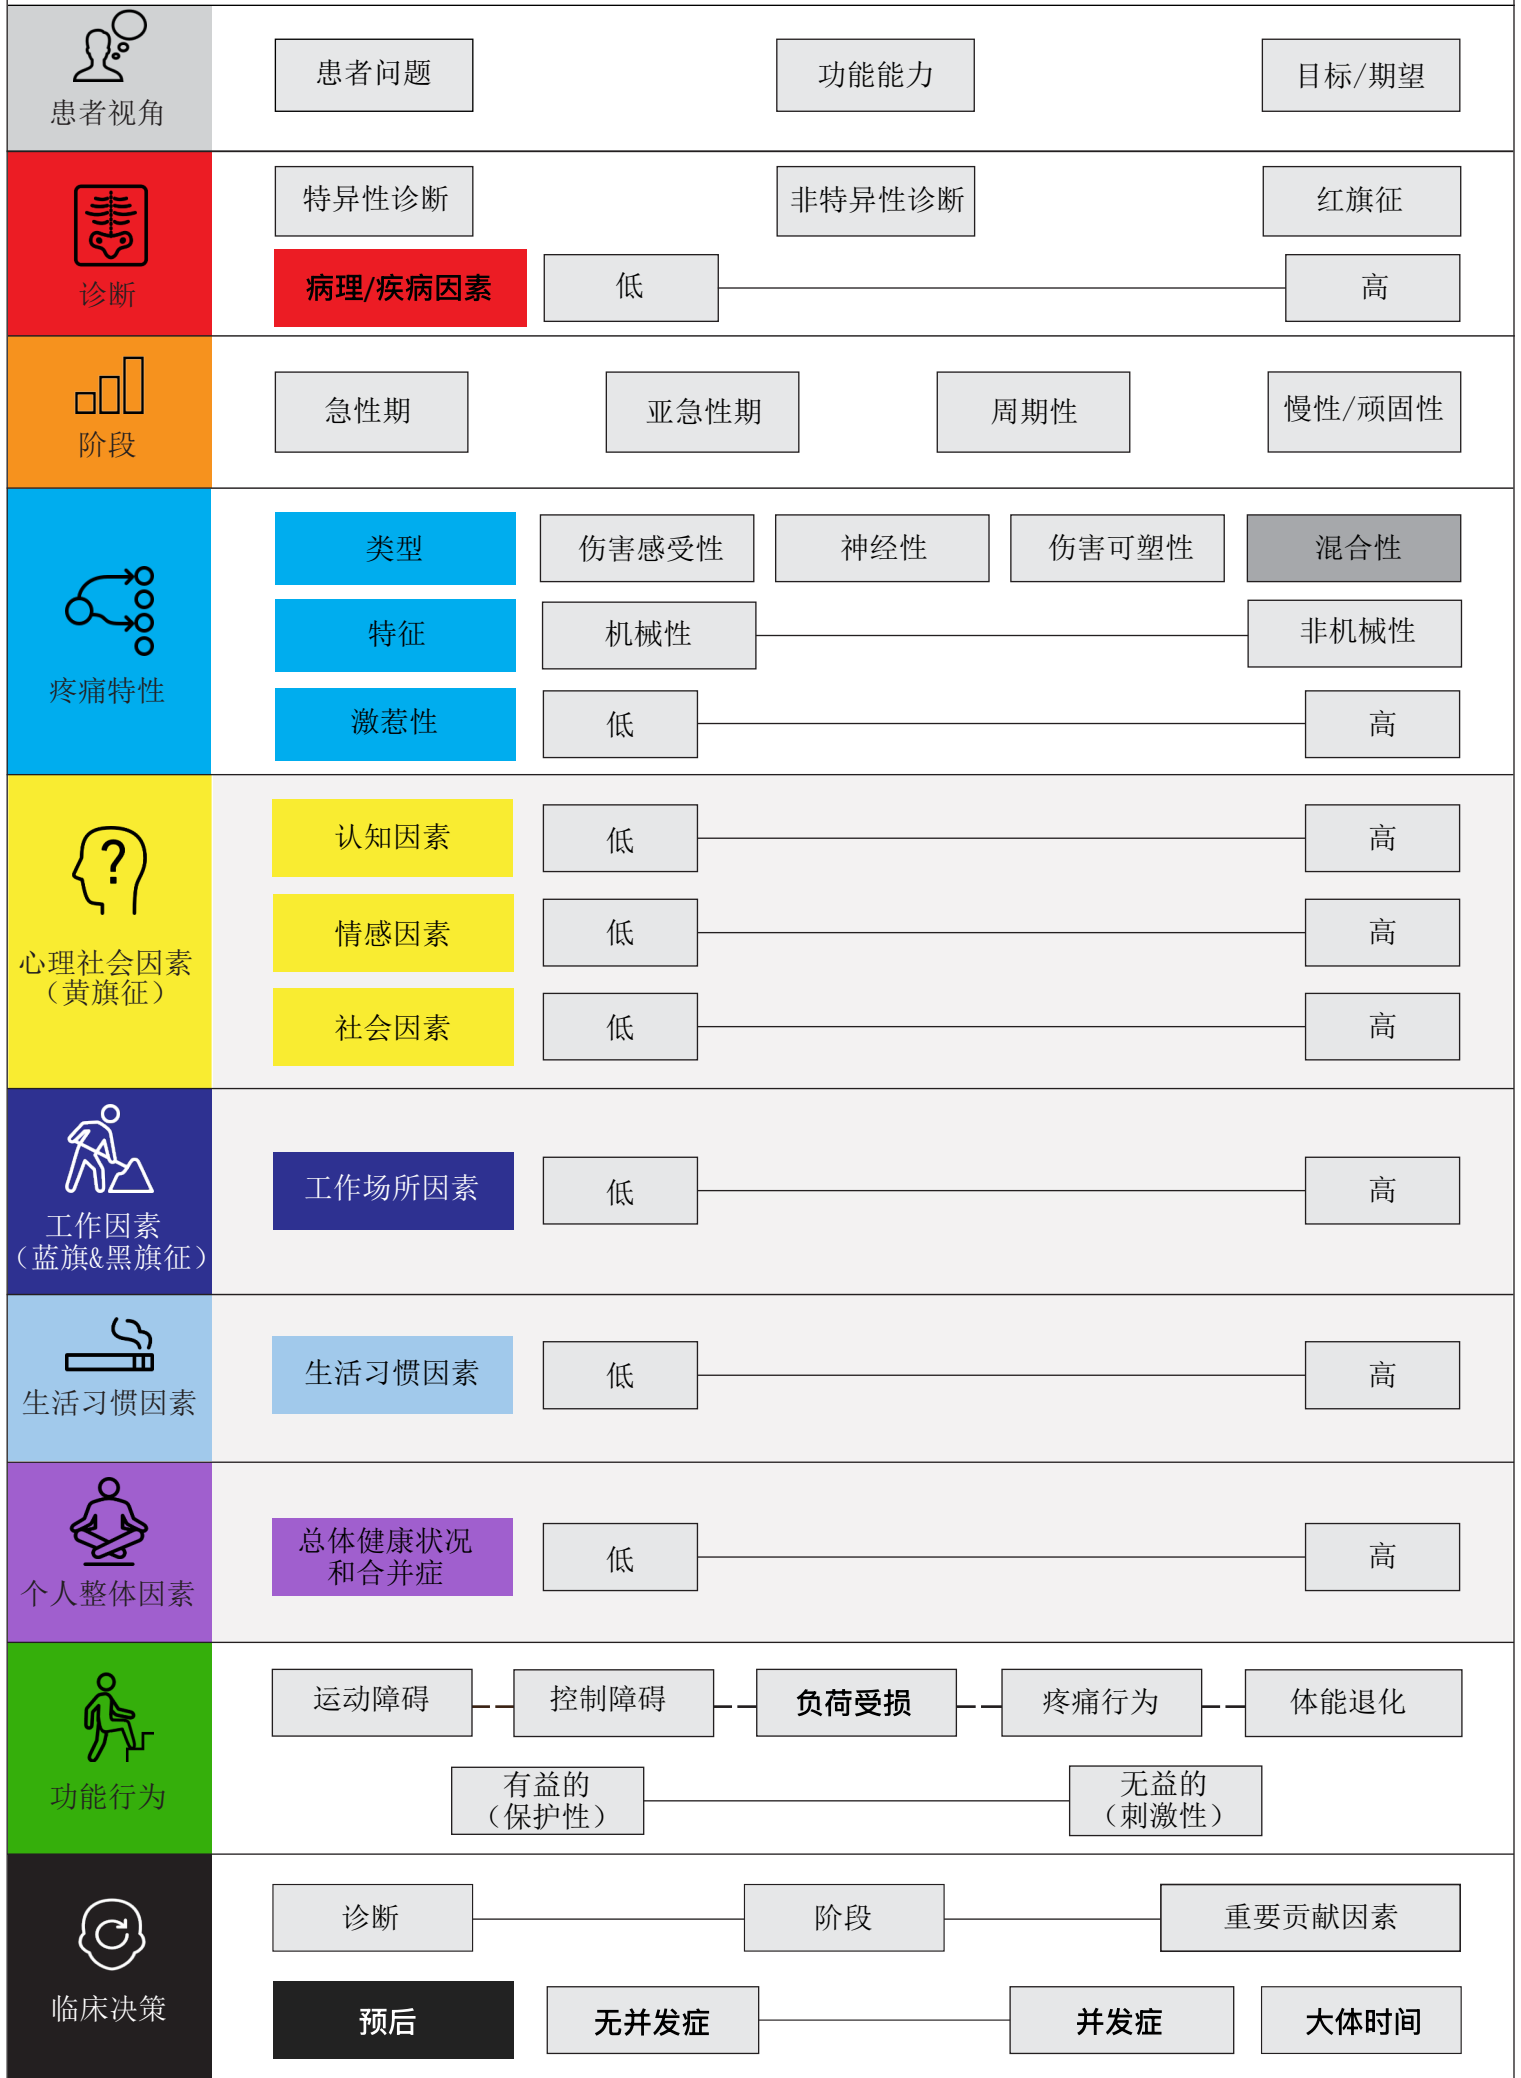 患者视角
患者问题
功能能力
目标/期望
诊断
特异性诊断
非特异性诊断
红旗征
病理/疾病因素
低
高
阶段
急性期
亚急性期
周期性
慢性/顽固性
疼痛特性
类型
伤害感受性
神经性
伤害可塑性
混合性
特征
机械性
非机械性
激惹性
低
高
心理社会因素
（黄旗征）
认知因素
低
高
情感因素
低
高
社会因素
低
高
工作因素
（蓝旗&黑旗征）
工作场所因素
低
高
生活习惯因素
生活习惯因素
低
高
个人整体因素
总体健康状况
和合并症
低
高
功能行为
运动障碍
控制障碍
负荷受损
疼痛行为
体能退化
有益的
（保护性）
无益的
（刺激性）
临床决策
诊断
阶段
重要贡献因素
预后
无并发症
并发症
大体时间